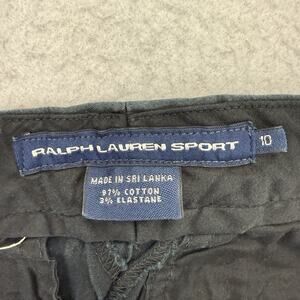 RALPH LAUREN SPORT
10
MADE IN SRI LANKA
97% COTTON
3% ELASTANE